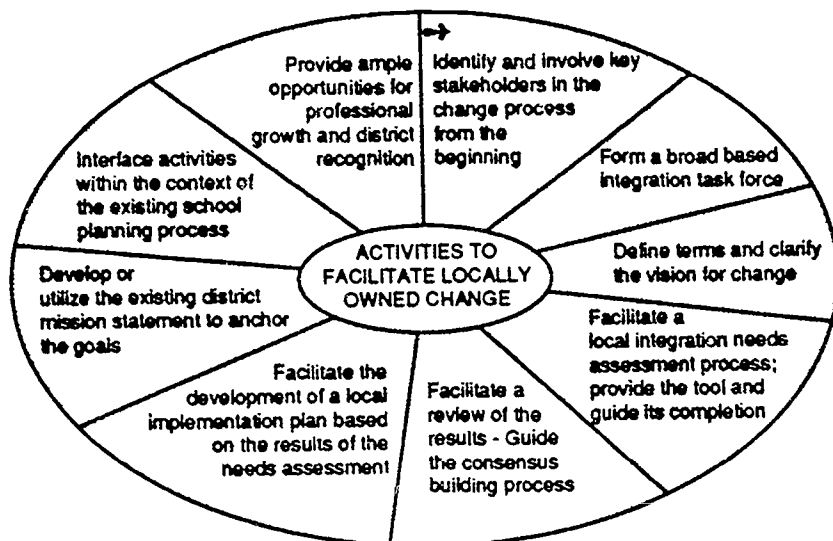 Identify and involve key
stakeholders in the
change process
from the
beginning
Form a broad based
integration task force
Define terms and clarify
the vision for change
Facilitate a
local integration needs
assessment process;
provide the tool and
guide its completion
Facilitate a
review of the
results - Guide
the consensus
building process
Facilitate the
development of a local
implementation plan based
on the results of the
needs assessment
Develop or
utilize the existing district
mission statement to anchor
the goals
Interface activities
within the context of
the existing school
planning process
Provide ample
opportunities for
professional
growth and district
recognition
ACTIVITIES TO
FACILITATE LOCALLY
OWNED CHANGE